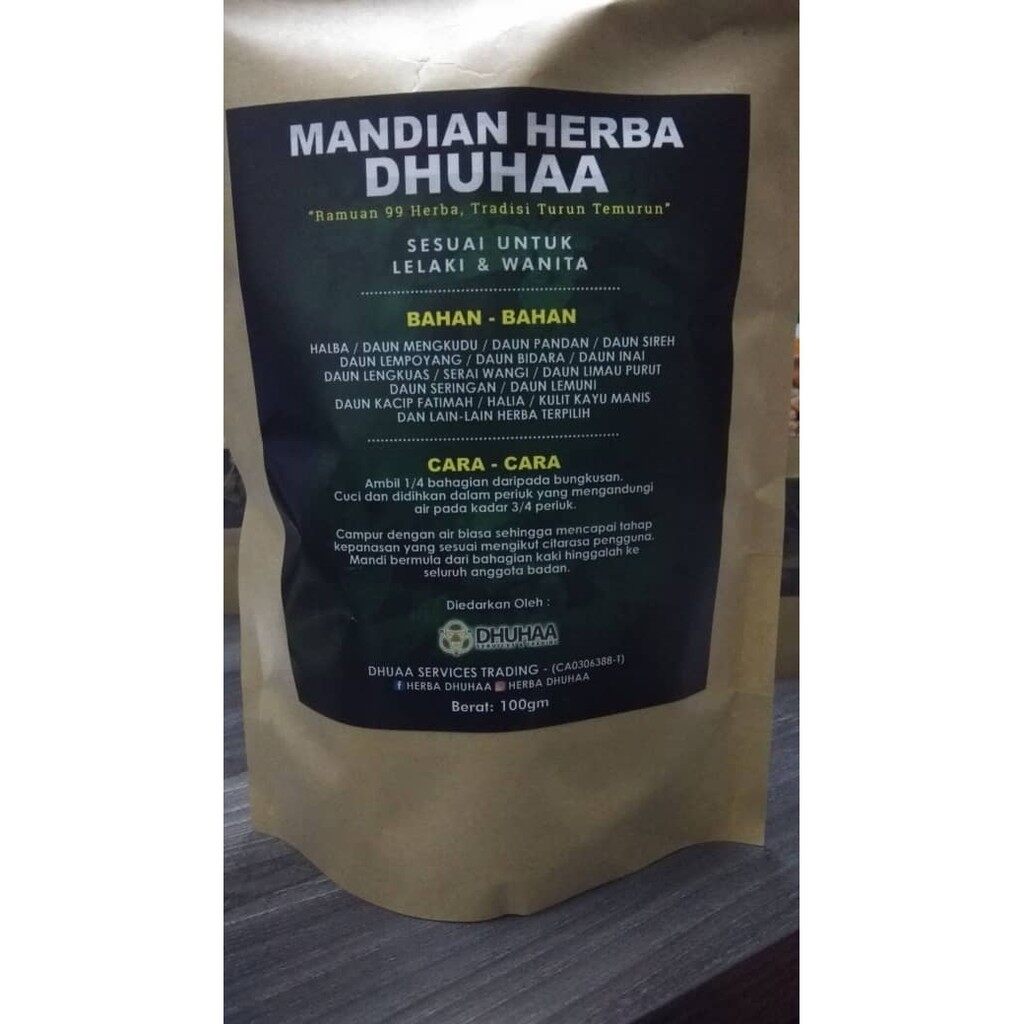 MANDIAN HERBA
DHUHAA
"Ramuan 99 Herba, Tradisi Turun Temurun"
SESUAI UNTUK
LELAKI & WANITA
BAHAN - BAHAN
HALBA / DAUN MENGKUDU / DAUN PANDAN / DAUN SIREH
DAUN LEMPOYANG / DAUN BIDARA / DAUN INAI
DAUN LENGKUAS / SERAI WANGI / DAUN LIMAU PURUT
DAUN SERINGAN / DAUN LEMUNI
DAUN KACIP FATIMAH / HALIA / KULIT KAYU MANIS
DAN LAIN-LAIN HERBA TERPILIH
CARA - CARA
Ambil 1/4 bahagian daripada bungkusan.
Cuci dan didihkan dalam periuk yang mengandungi
air pada kadar 3/4 periuk.
Campur dengan air biasa sehingga mencapai tahap
kepanasan yang sesuai mengikut citarasa pengguna.
Mandi bermula dari bahagian kaki hinggalah ke
seluruh anggota badan.
Diedarkan Oleh :
DHUHAA
SERVICES & TRADING
DHUAA SERVICES TRADING - (CA0306388-T)
HERBA DHUHAA HERBA DHUHAA
Berat: 100gm